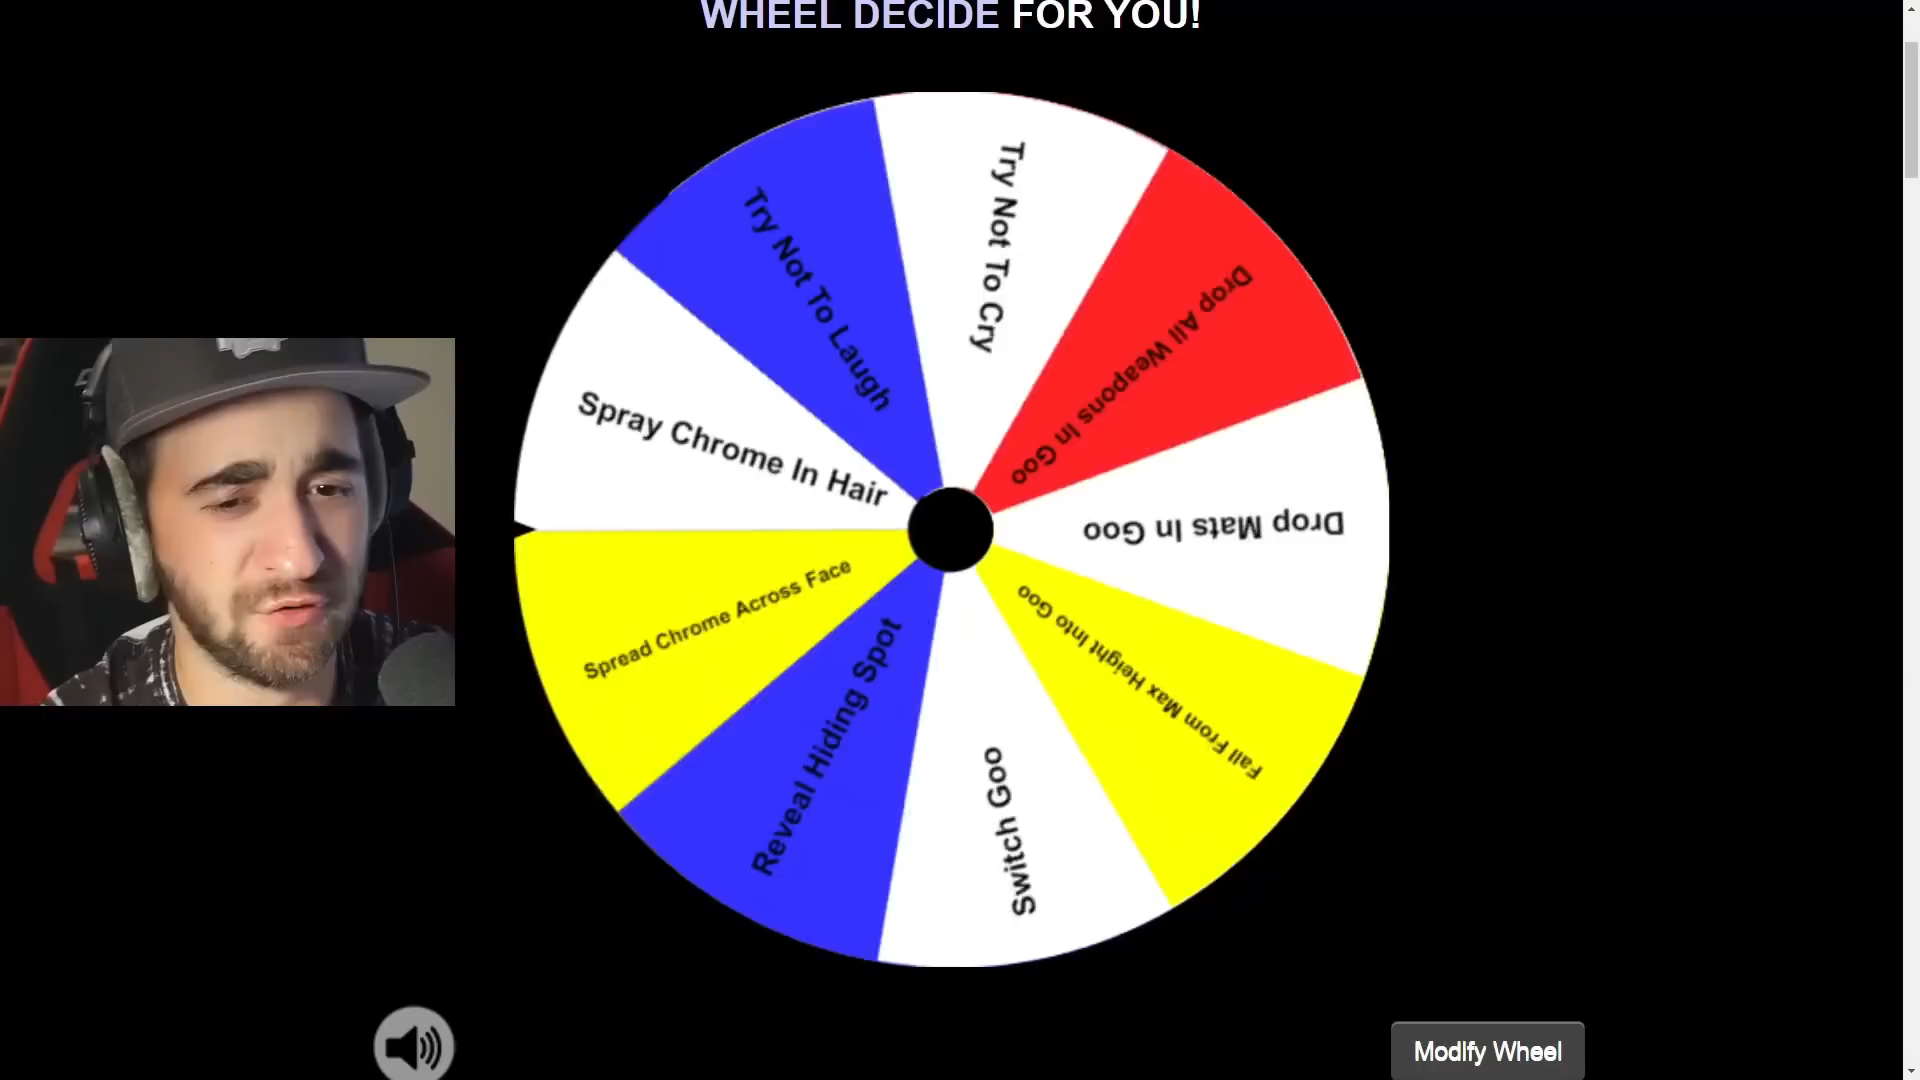 WHEEL DECIDE FOR YOU!
Try Not To Cry
Drop All Weapons In Goo
Drop Mats In Goo
Fall From Max Height Into Goo
Switch Goo
Reveal Hiding Spot
Spread Chrome Across Face
Spray Chrome In Hair
Try Not To Laugh
Modify Wheel